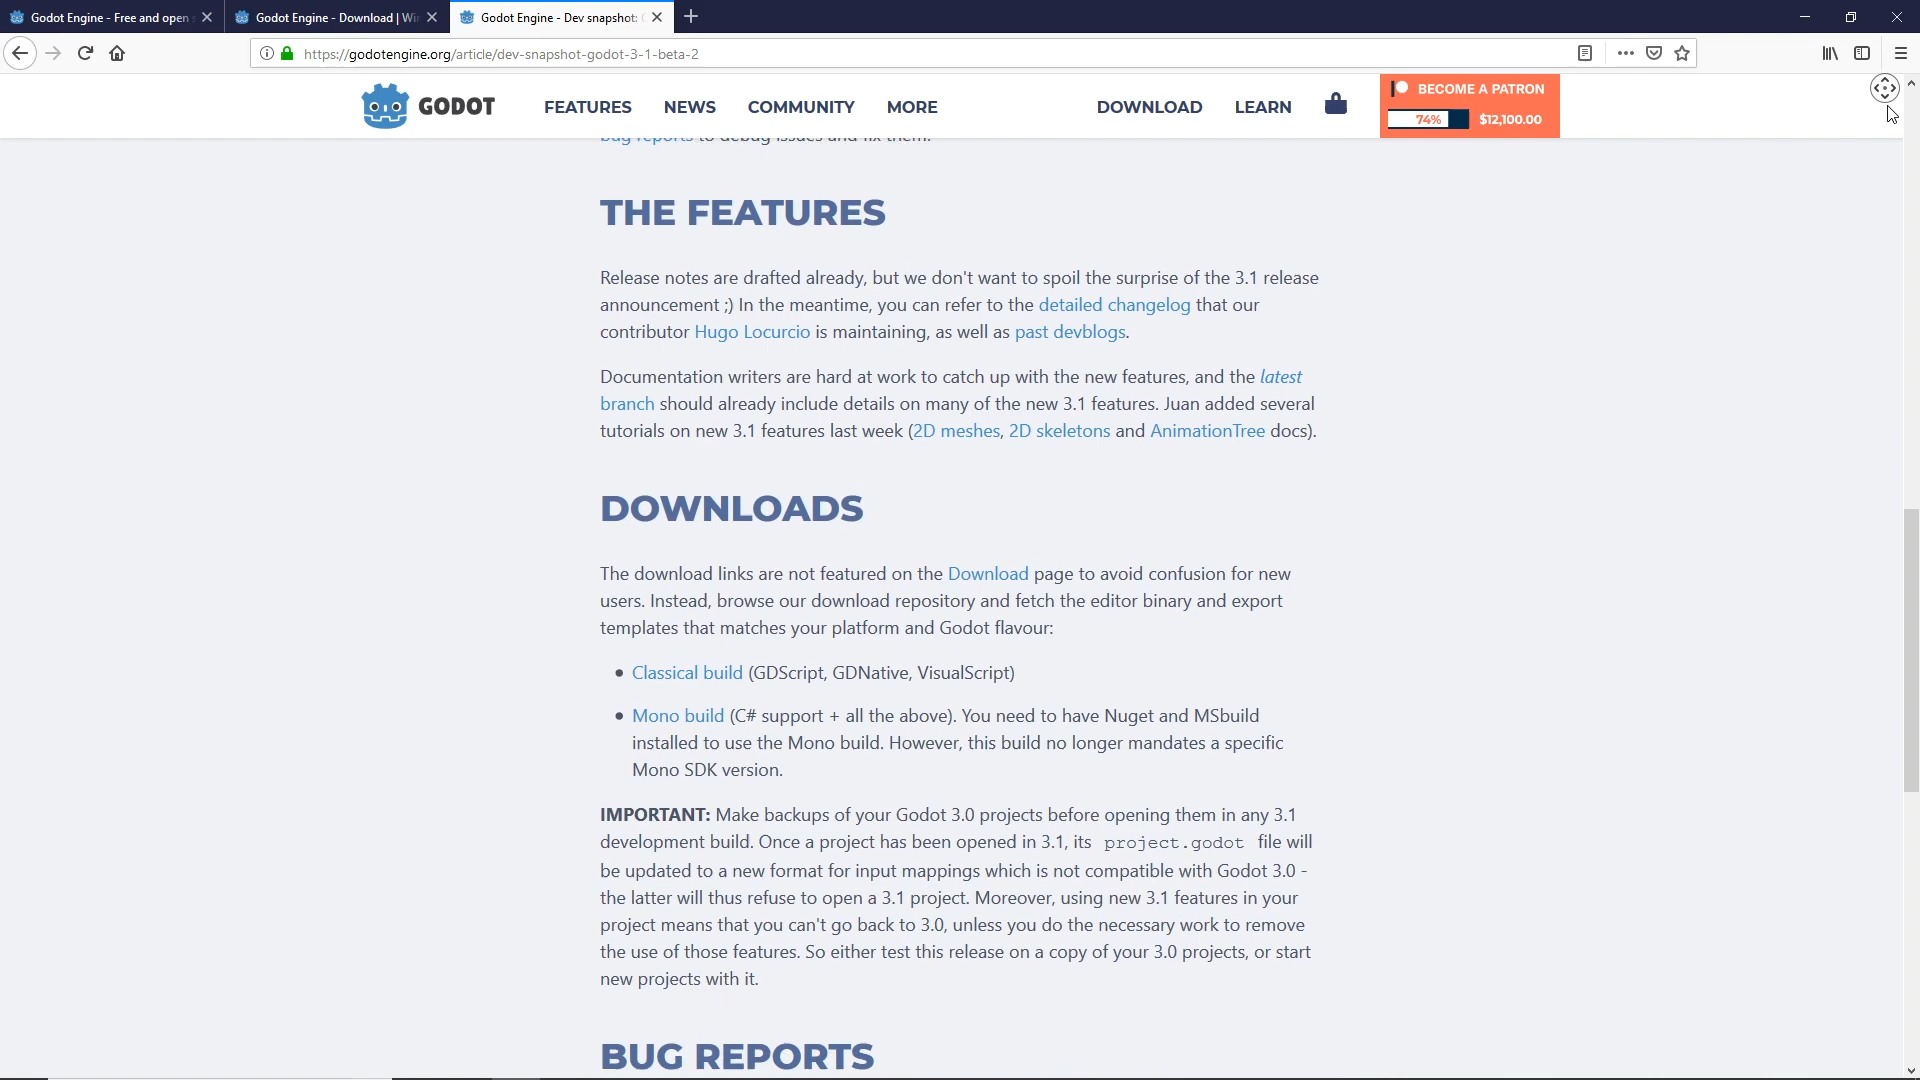 Godot Engine - Free and open
Godot Engine - Download | Wi
Godot Engine - Dev snapshot:
https://godotengine.org/article/dev-snapshot-godot-3-1-beta-2
GODOT
FEATURES
NEWS
COMMUNITY
MORE
DOWNLOAD
LEARN
BECOME A PATRON
74% $12,100.00
bug reports to debug issues and fix them.
THE FEATURES
Release notes are drafted already, but we don't want to spoil the surprise of the 3.1 release
announcement ;) In the meantime, you can refer to the detailed changelog that our
contributor Hugo Locurcio is maintaining, as well as past devblogs.
Documentation writers are hard at work to catch up with the new features, and the latest
branch should already include details on many of the new 3.1 features. Juan added several
tutorials on new 3.1 features last week (2D meshes, 2D skeletons and AnimationTree docs).
DOWNLOADS
The download links are not featured on the Download page to avoid confusion for new
users. Instead, browse our download repository and fetch the editor binary and export
templates that matches your platform and Godot flavour:
• Classical build (GDScript, GDNative, VisualScript)
• Mono build (C# support + all the above). You need to have Nuget and MSbuild
installed to use the Mono build. However, this build no longer mandates a specific
Mono SDK version.
IMPORTANT: Make backups of your Godot 3.0 projects before opening them in any 3.1
development build. Once a project has been opened in 3.1, its project.godot file will
be updated to a new format for input mappings which is not compatible with Godot 3.0 -
the latter will thus refuse to open a 3.1 project. Moreover, using new 3.1 features in your
project means that you can't go back to 3.0, unless you do the necessary work to remove
the use of those features. So either test this release on a copy of your 3.0 projects, or start
new projects with it.
BUG REPORTS